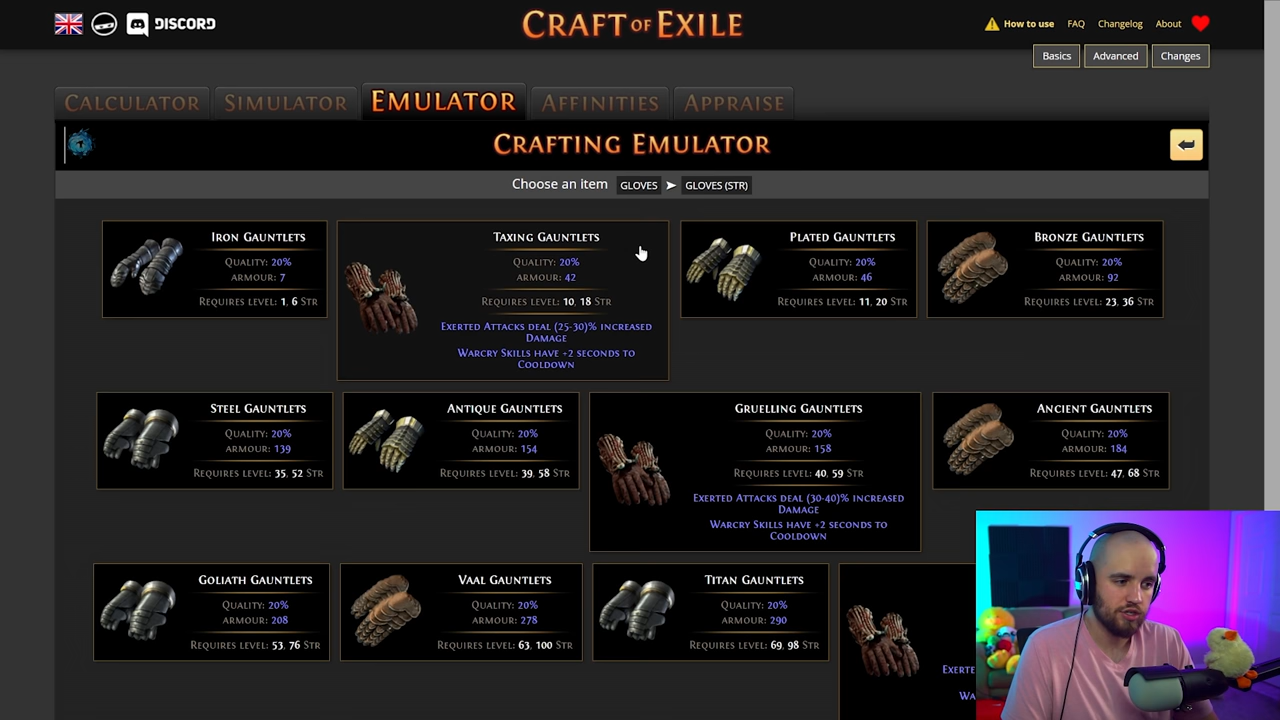 DISCORD
CRAFT OF EXILE
How to use FAQ Changelog About
Basics Advanced Changes
CALCULATOR SIMULATOR EMULATOR AFFINITIES APPRAISE
CRAFTING EMULATOR
Choose an item GLOVES GLOVES (STR)
IRON GAUNTLETS
QUALITY: 20%
ARMOUR: 7
REQUIRES LEVEL: 1, 6 STR
TAXING GAUNTLETS
QUALITY: 20%
ARMOUR: 42
REQUIRES LEVEL: 10, 18 STR
EXERTED ATTACKS DEAL (25-30)% INCREASED
DAMAGE
WARCRY SKILLS HAVE +2 SECONDS TO
COOLDOWN
PLATED GAUNTLETS
QUALITY: 20%
ARMOUR: 46
REQUIRES LEVEL: 11, 20 STR
BRONZE GAUNTLETS
QUALITY: 20%
ARMOUR: 92
REQUIRES LEVEL: 23, 36 STR
STEEL GAUNTLETS
QUALITY: 20%
ARMOUR: 139
REQUIRES LEVEL: 35, 52 STR
ANTIQUE GAUNTLETS
QUALITY: 20%
ARMOUR: 154
REQUIRES LEVEL: 39, 58 STR
GRUELLING GAUNTLETS
QUALITY: 20%
ARMOUR: 158
REQUIRES LEVEL: 40, 59 STR
EXERTED ATTACKS DEAL (30-40)% INCREASED
DAMAGE
WARCRY SKILLS HAVE +2 SECONDS TO
COOLDOWN
ANCIENT GAUNTLETS
QUALITY: 20%
ARMOUR: 184
REQUIRES LEVEL: 47, 68 STR
GOLIATH GAUNTLETS
QUALITY: 20%
ARMOUR: 208
REQUIRES LEVEL: 53, 76 STR
VAAL GAUNTLETS
QUALITY: 20%
ARMOUR: 278
REQUIRES LEVEL: 63, 100 STR
TITAN GAUNTLETS
QUALITY: 20%
ARMOUR: 290
REQUIRES LEVEL: 69, 98 STR
EXERTE
WA